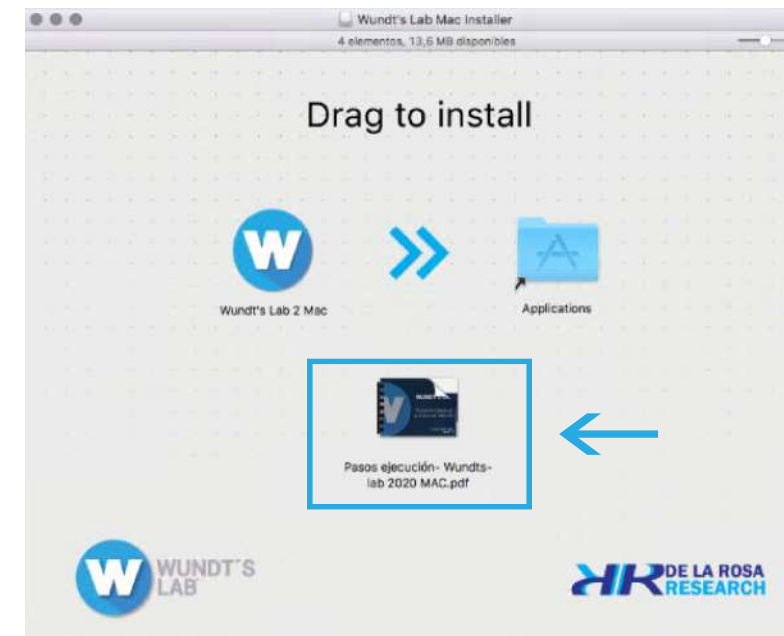 Wundt's Lab Mac Installer
4 elementos, 13,6 MB disponibles
Drag to install
W
Wundt's Lab 2 Mac
Applications
Pasos ejecución- Wundts-
lab 2020 MAC.pdf
W
WUNDT´S
LAB
DE LA ROSA
RESEARCH